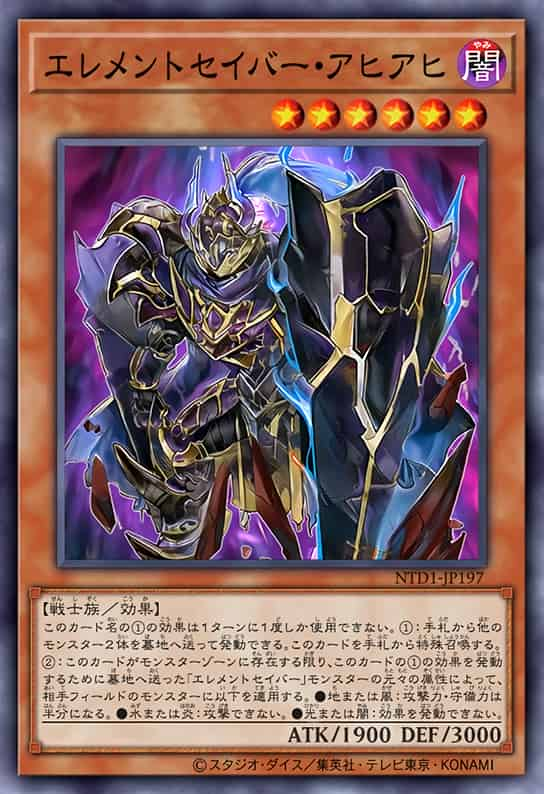 エレメントセイバー・アヒアヒ
やみ
闇
NTD1-JP197
【戦士族／効果】
このカード名の①の効果は１ターンに１度しか使用できない。①：手札から他の
モンスター２体を墓地へ送って発動できる。このカードを手札から特殊召喚する。
②：このカードがモンスターゾーンに存在する限り、このカードの①の効果を発動
するために墓地へ送った「エレメントセイバー」モンスターの元々の属性によって、
相手フィールドのモンスターに以下を適用する。●地または風：攻撃力・守備力は
半分になる。●水または炎：攻撃できない。●光または闇：効果を発動できない。
ATK/1900 DEF/3000
©スタジオ・ダイス／集英社・テレビ東京・KONAMI